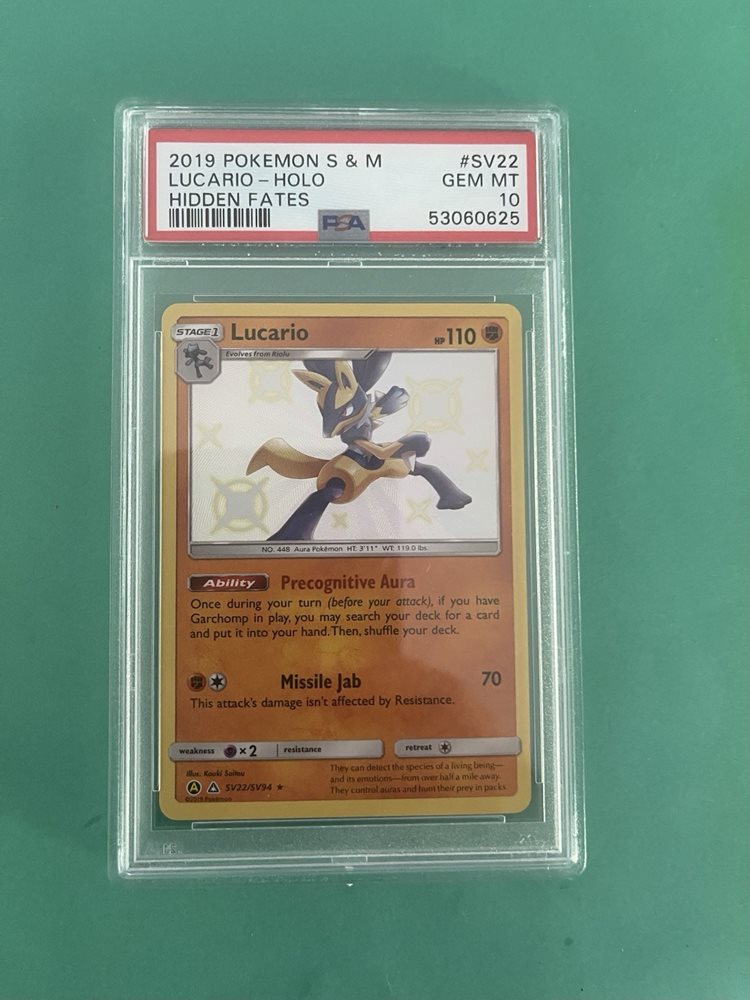 2019 POKEMON S & M #SV22
LUCARIO - HOLO GEM MT
HIDDEN FATES 10
PSA 53060625
STAGE 1 Lucario HP 110
Evolves from Riolu
NO. 448 Aura Pokémon HT: 3'11" WT: 119.0 lbs.
Ability Precognitive Aura
Once during your turn (before your attack), if you have
Garchomp in play, you may search your deck for a card
and put it into your hand. Then, shuffle your deck.
Missile Jab 70
This attack's damage isn't affected by Resistance.
weakness ×2 resistance retreat
Illus. Kouki Saitou
They can detect the species of a living being—
and its emotions—from over half a mile away.
They control auras and hunt their prey in packs.
A SV22/SV94 ★
©2019 Pokémon